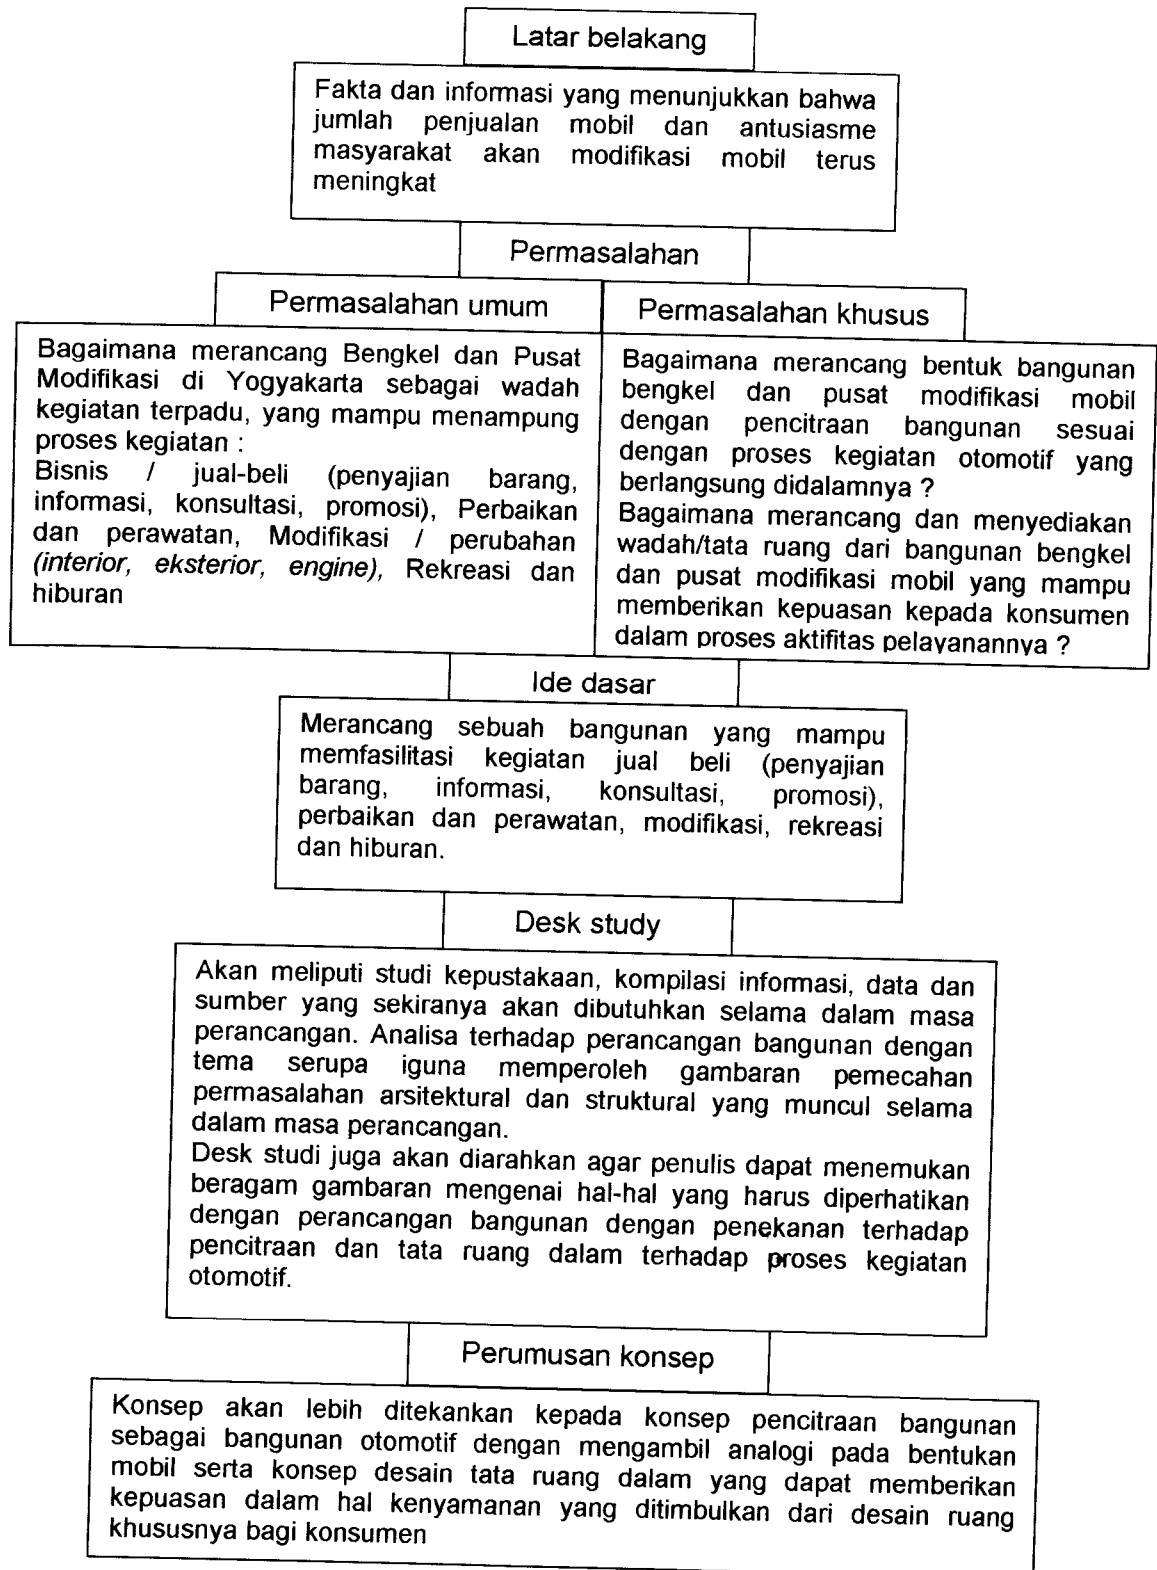 Latar belakang
Fakta dan informasi yang menunjukkan bahwa
jumlah penjualan mobil dan antusiasme
masyarakat akan modifikasi mobil terus
meningkat
Permasalahan
Permasalahan umum
Bagaimana merancang Bengkel dan Pusat
Modifikasi di Yogyakarta sebagai wadah
kegiatan terpadu, yang mampu menampung
proses kegiatan :
Bisnis / jual-beli (penyajian barang,
informasi, konsultasi, promosi), Perbaikan
dan perawatan, Modifikasi / perubahan
(interior, eksterior, engine), Rekreasi dan
hiburan
Permasalahan khusus
Bagaimana merancang bentuk bangunan
bengkel dan pusat modifikasi mobil
dengan pencitraan bangunan sesuai
dengan proses kegiatan otomotif yang
berlangsung didalamnya ?
Bagaimana merancang dan menyediakan
wadah/tata ruang dari bangunan bengkel
dan pusat modifikasi mobil yang mampu
memberikan kepuasan kepada konsumen
dalam proses aktifitas pelayanannya ?
Ide dasar
Merancang sebuah bangunan yang mampu
memfasilitasi kegiatan jual beli (penyajian
barang, informasi, konsultasi, promosi),
perbaikan dan perawatan, modifikasi, rekreasi
dan hiburan.
Desk study
Akan meliputi studi kepustakaan, kompilasi informasi, data dan
sumber yang sekiranya akan dibutuhkan selama dalam masa
perancangan. Analisa terhadap perancangan bangunan dengan
tema serupa iguna memperoleh gambaran pemecahan
permasalahan arsitektural dan struktural yang muncul selama
dalam masa perancangan.
Desk studi juga akan diarahkan agar penulis dapat menemukan
beragam gambaran mengenai hal-hal yang harus diperhatikan
dengan perancangan bangunan dengan penekanan terhadap
pencitraan dan tata ruang dalam terhadap proses kegiatan
otomotif.
Perumusan konsep
Konsep akan lebih ditekankan kepada konsep pencitraan bangunan
sebagai bangunan otomotif dengan mengambil analogi pada bentukan
mobil serta konsep desain tata ruang dalam yang dapat memberikan
kepuasan dalam hal kenyamanan yang ditimbulkan dari desain ruang
khususnya bagi konsumen